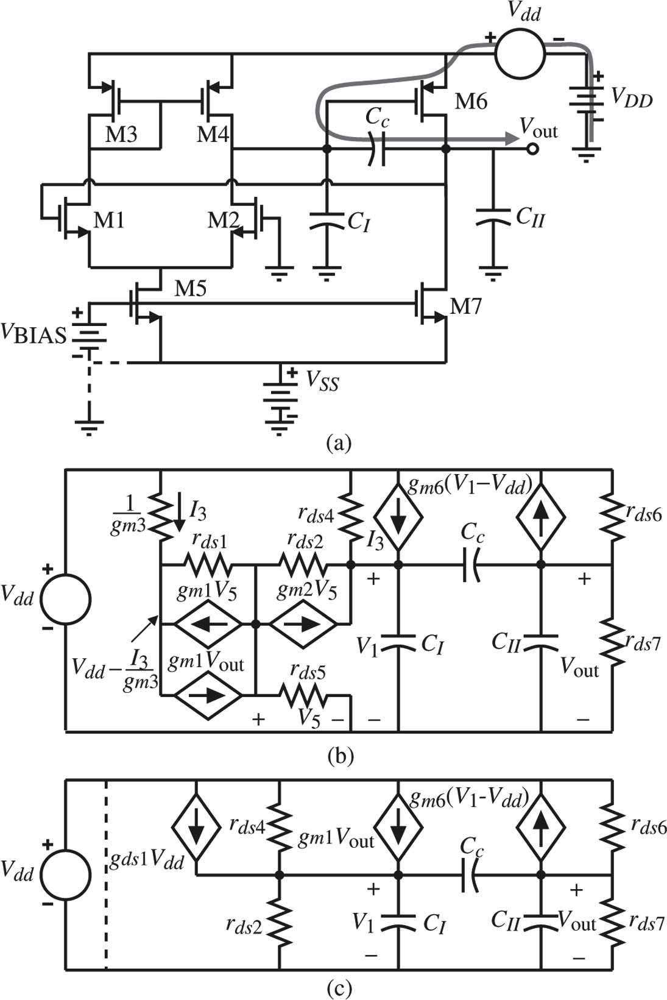 Vdd
+ −
M3 M4 M6
+
VDD
−
Cc
Vout
M1 M2 CI CII
M5
M7
+
VBIAS
−
+
VSS
−
(a)
gm6(V1−Vdd)
1/gm3
I3
rds4
I3
rds6
rds1 rds2
Cc
+
Vdd
−
gm1V5
gm2V5
+ +
V1 CI CII
rds7
Vdd − I3/gm3
gm1Vout
rds5
Vout
+ V5 − − −
(b)
gm6(V1-Vdd)
rds4
gm1Vout
rds6
+
Vdd
−
gds1Vdd
Cc
+ +
rds2
V1 CI CII Vout rds7
− −
(c)